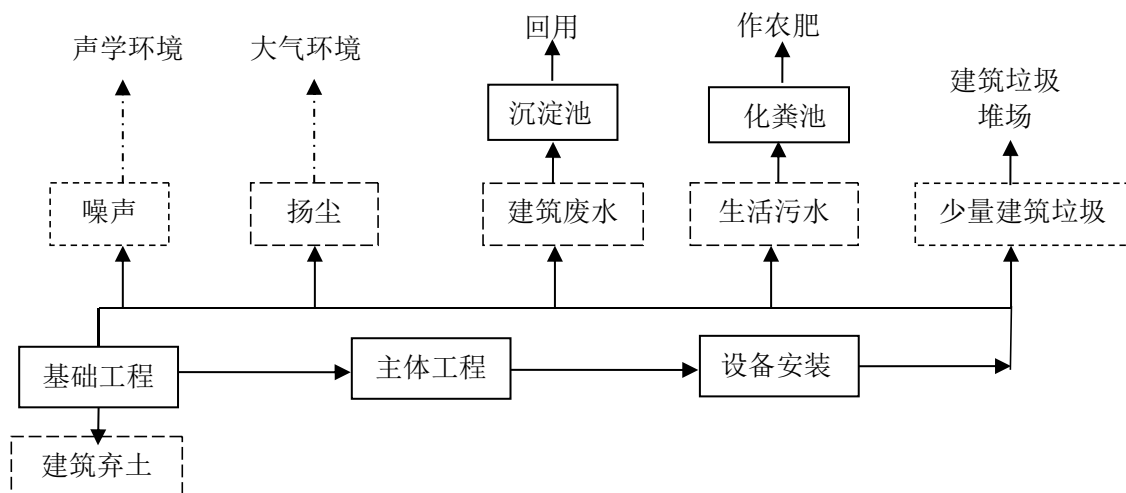 回用
作农肥
声学环境
大气环境
建筑垃圾
堆场
沉淀池
化粪池
噪声
扬尘
建筑废水
生活污水
少量建筑垃圾
基础工程
主体工程
设备安装
建筑弃土